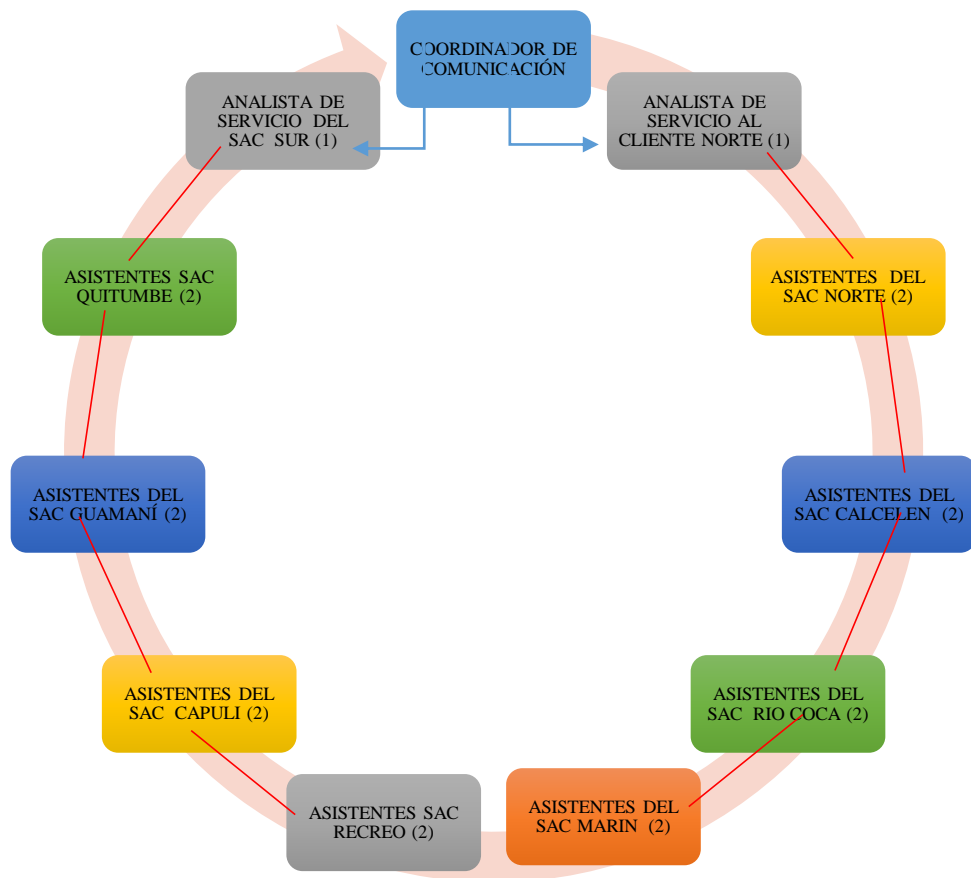 COORDINADOR DE
COMUNICACIÓN
ANALISTA DE
SERVICIO AL
CLIENTE NORTE (1)
ASISTENTES DEL
SAC NORTE (2)
ASISTENTES DEL
SAC CALCELEN (2)
ASISTENTES DEL
SAC RIO COCA (2)
ASISTENTES DEL
SAC MARIN (2)
ASISTENTES SAC
RECREO (2)
ASISTENTES DEL
SAC CAPULI (2)
ASISTENTES DEL
SAC GUAMANÍ (2)
ASISTENTES SAC
QUITUMBE (2)
ANALISTA DE
SERVICIO DEL
SAC SUR (1)